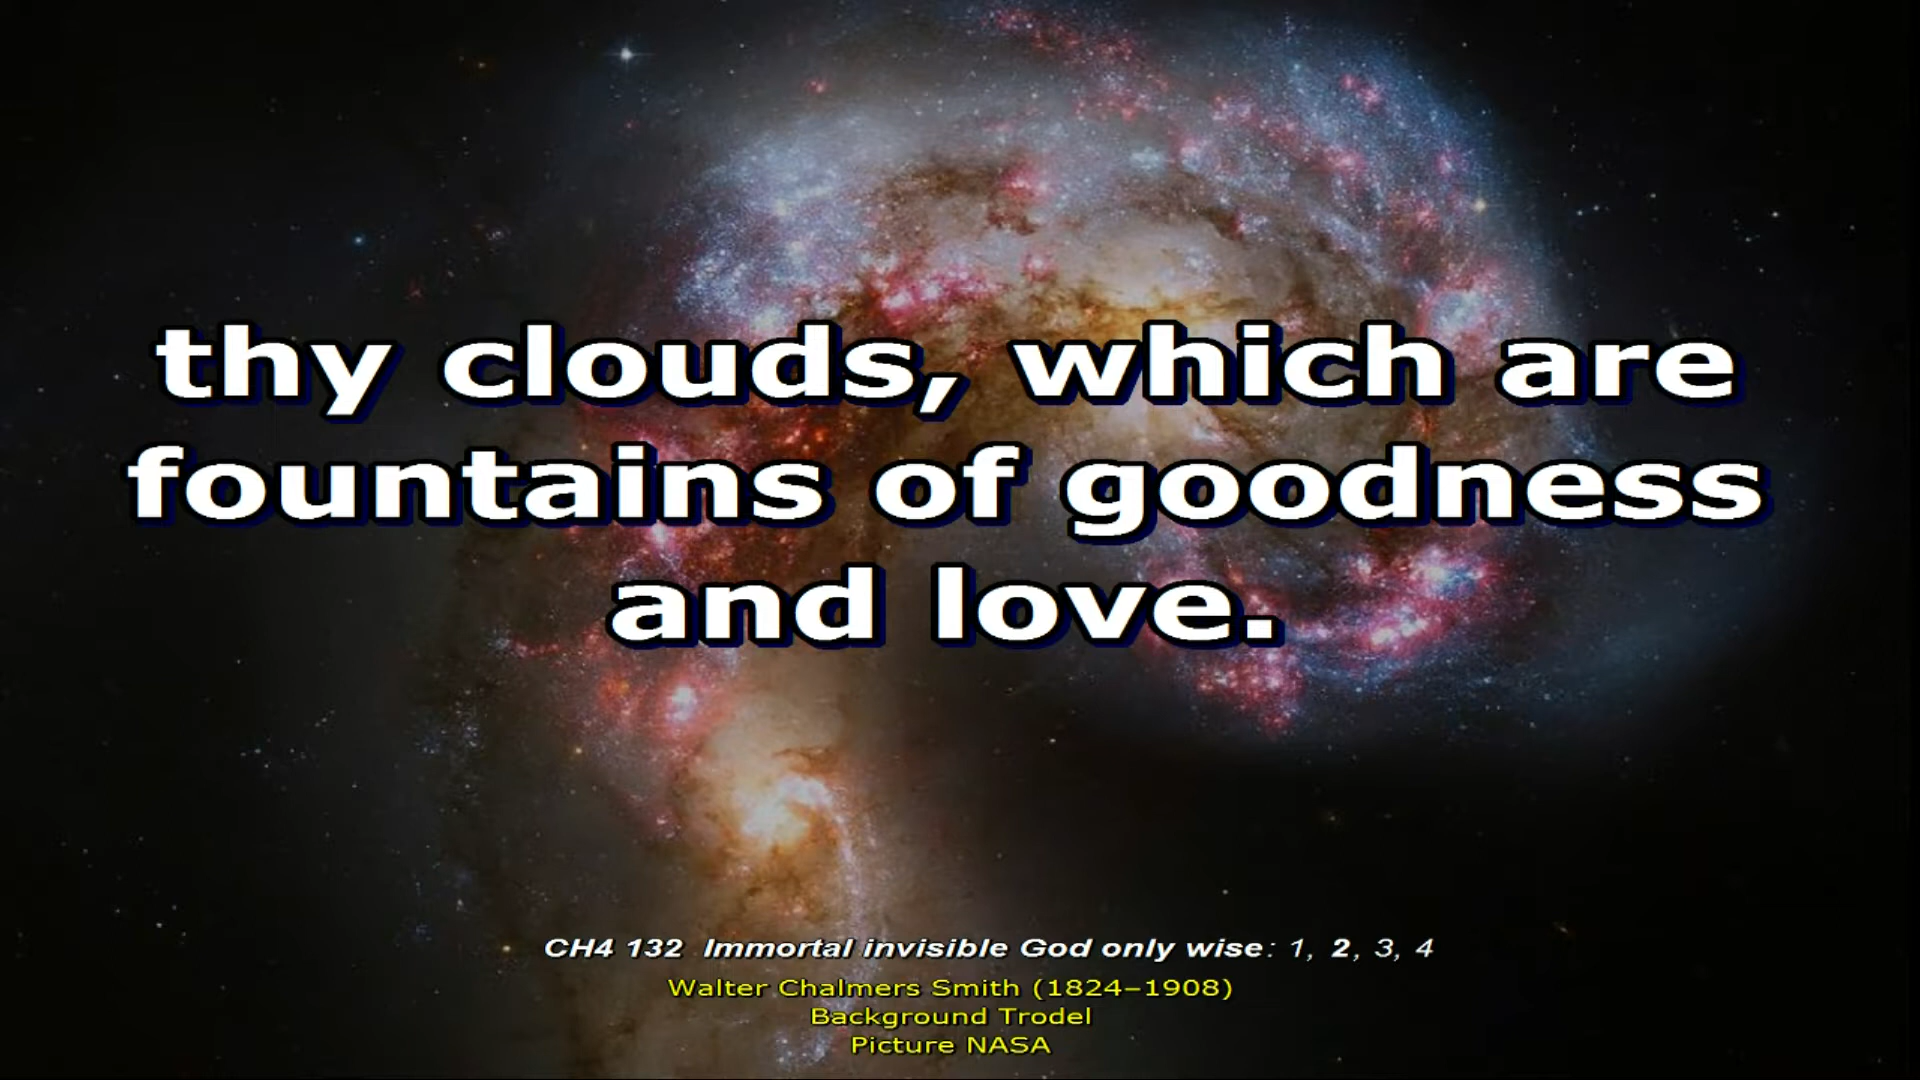 thy clouds, which are
fountains of goodness
and love.
CH4 132 Immortal invisible God only wise: 1, 2, 3, 4
Walter Chalmers Smith (1824–1908)
Background Trodel
Picture NASA